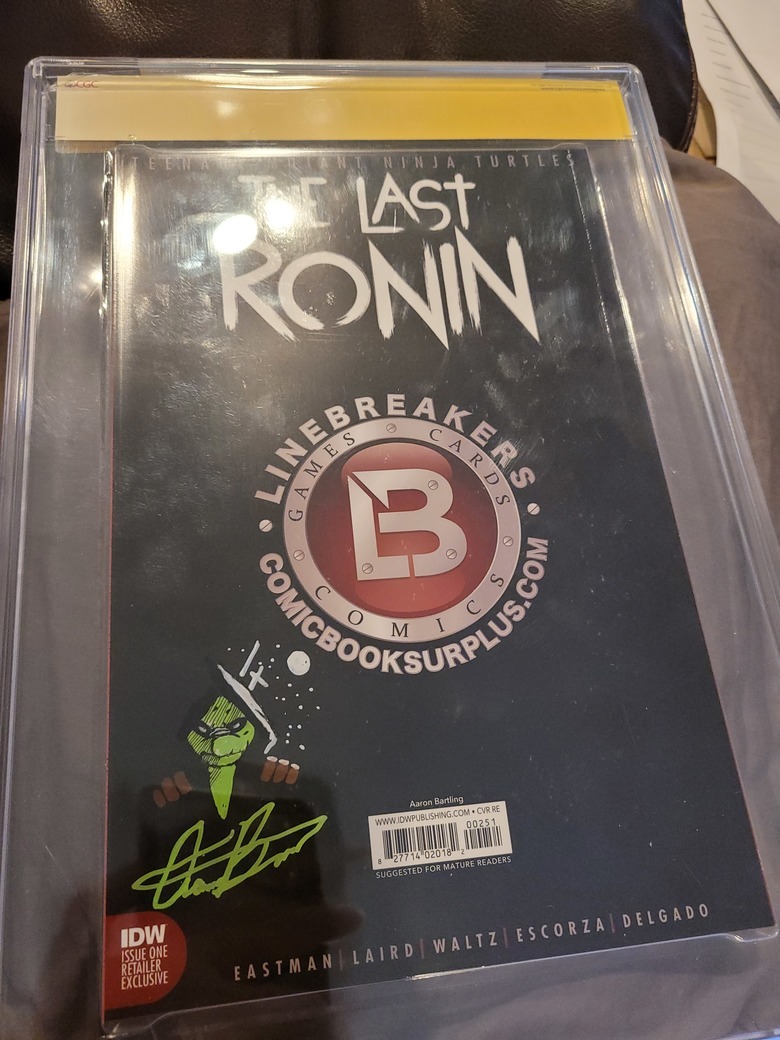 CGC
TEENAGE MUTANT NINJA TURTLES
THE LAST
RONIN
LINEBREAKERS
GAMES • CARDS
LB
COMICS
COMICBOOKSURPLUS.COM
Aaron Bartling
WWW.IDWPUBLISHING.COM • CVR RE
00251
8 27714 02018 2
SUGGESTED FOR MATURE READERS
IDW
ISSUE ONE
RETAILER
EXCLUSIVE
EASTMAN | LAIRD | WALTZ | ESCORZA | DELGADO